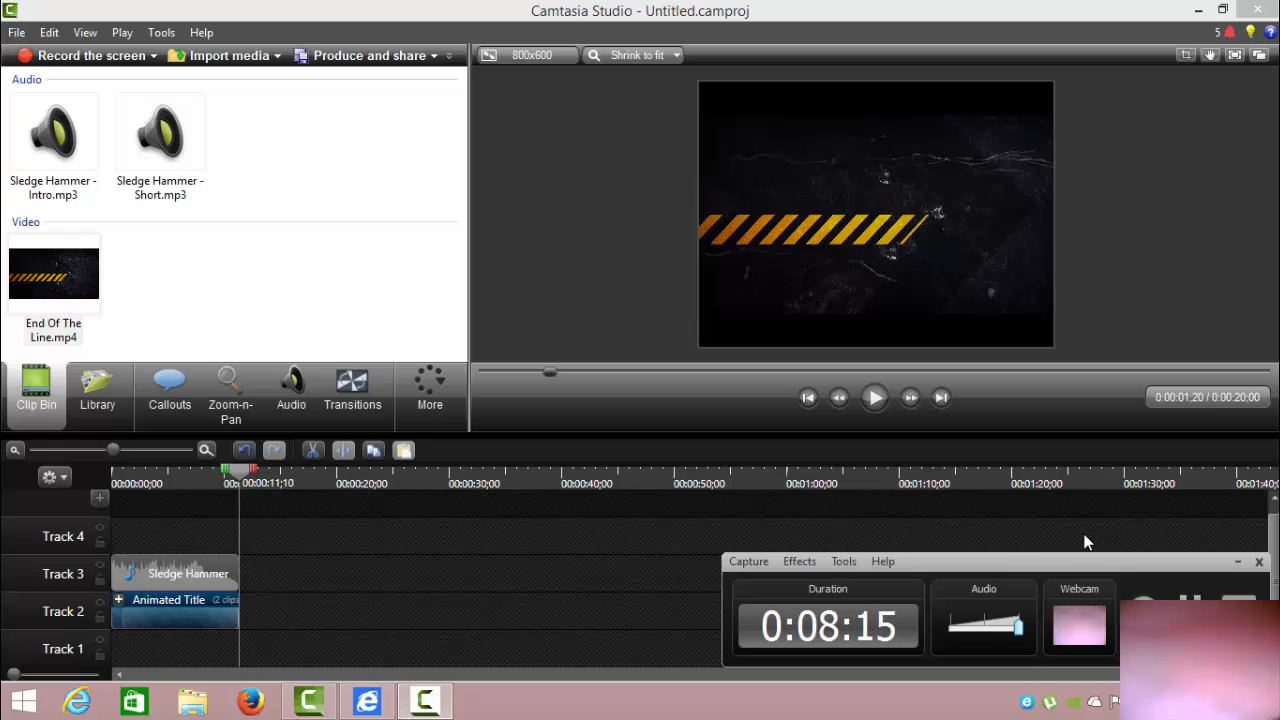 Camtasia Studio - Untitled.camproj
File Edit View Play Tools Help
5
Record the screen Import media Produce and share
800x600 Shrink to fit
Audio
Sledge Hammer - Intro.mp3
Sledge Hammer - Short.mp3
Video
End Of The Line.mp4
Clip Bin Library Callouts Zoom-n-Pan Audio Transitions More
0:00:01;20 / 0:00:20;00
00:00:00;00 00:00:11;10 00:00:20;00 00:00:30;00 00:00:40;00 00:00:50;00 00:01:00;00 00:01:10;00 00:01:20;00 00:01:30;00
Track 4
Track 3 Sledge Hammer
Track 2 Animated Title (2 clips
Track 1
Capture Effects Tools Help
Duration Audio Webcam
0:08:15